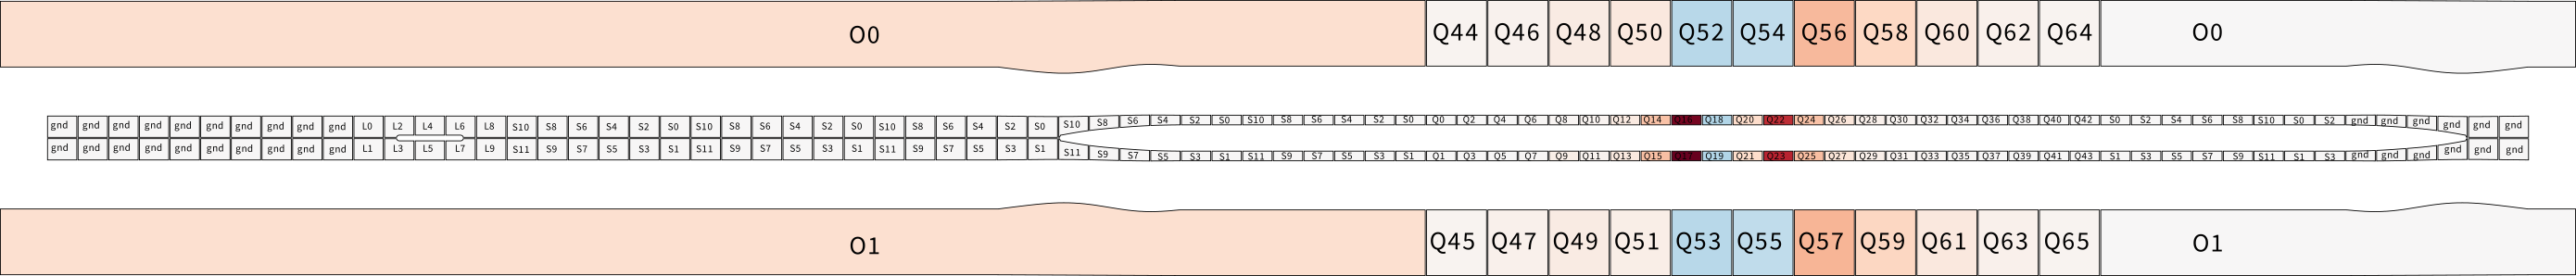 O0 Q44 Q46 Q48 Q50 Q52 Q54 Q56 Q58 Q60 Q62 Q64 O0
gnd gnd gnd gnd gnd gnd gnd gnd gnd gnd L0 L2 L4 L6 L8 S10 S8 S6 S4 S2 S0 S10 S8 S6 S4 S2 S0 S10 S8 S6 S4 S2 S0 S10 S8 S6 S4 S2 S0 S10 S8 S6 S4 S2 S0 Q0 Q2 Q4 Q6 Q8 Q10 Q12 Q14 Q16 Q18 Q20 Q22 Q24 Q26 Q28 Q30 Q32 Q34 Q36 Q38 Q40 Q42 S0 S2 S4 S6 S8 S10 S0 S2 gnd gnd gnd gnd gnd gnd
gnd gnd gnd gnd gnd gnd gnd gnd gnd gnd L1 L3 L5 L7 L9 S11 S9 S7 S5 S3 S1 S11 S9 S7 S5 S3 S1 S11 S9 S7 S5 S3 S1 S11 S9 S7 S5 S3 S1 S11 S9 S7 S5 S3 S1 Q1 Q3 Q5 Q7 Q9 Q11 Q13 Q15 Q17 Q19 Q21 Q23 Q25 Q27 Q29 Q31 Q33 Q35 Q37 Q39 Q41 Q43 S1 S3 S5 S7 S9 S11 S1 S3 gnd gnd gnd gnd gnd gnd
O1 Q45 Q47 Q49 Q51 Q53 Q55 Q57 Q59 Q61 Q63 Q65 O1